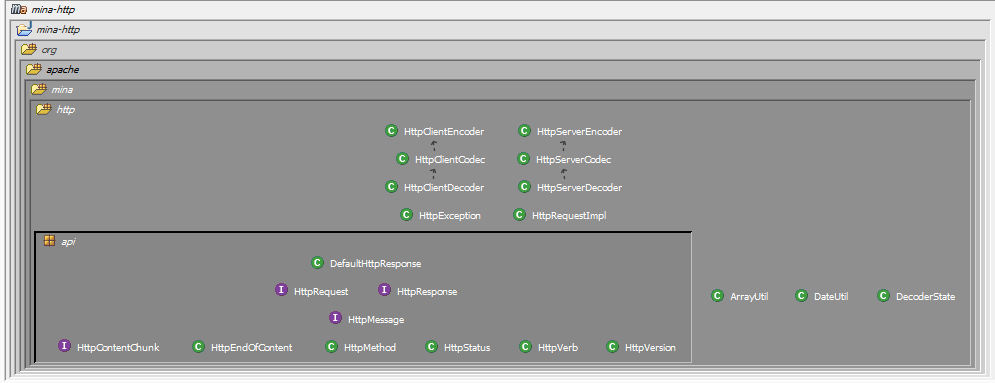 mina-http
mina-http
org
apache
mina
http
HttpClientEncoder HttpServerEncoder
HttpClientCodec HttpServerCodec
HttpClientDecoder HttpServerDecoder
HttpException HttpRequestImpl
api
DefaultHttpResponse
HttpRequest HttpResponse
ArrayUtil DateUtil DecoderState
HttpMessage
HttpContentChunk HttpEndOfContent HttpMethod HttpStatus HttpVerb HttpVersion